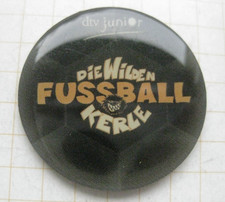 dtv junior
DIE WILDEN
FUSSBALL
KERLE